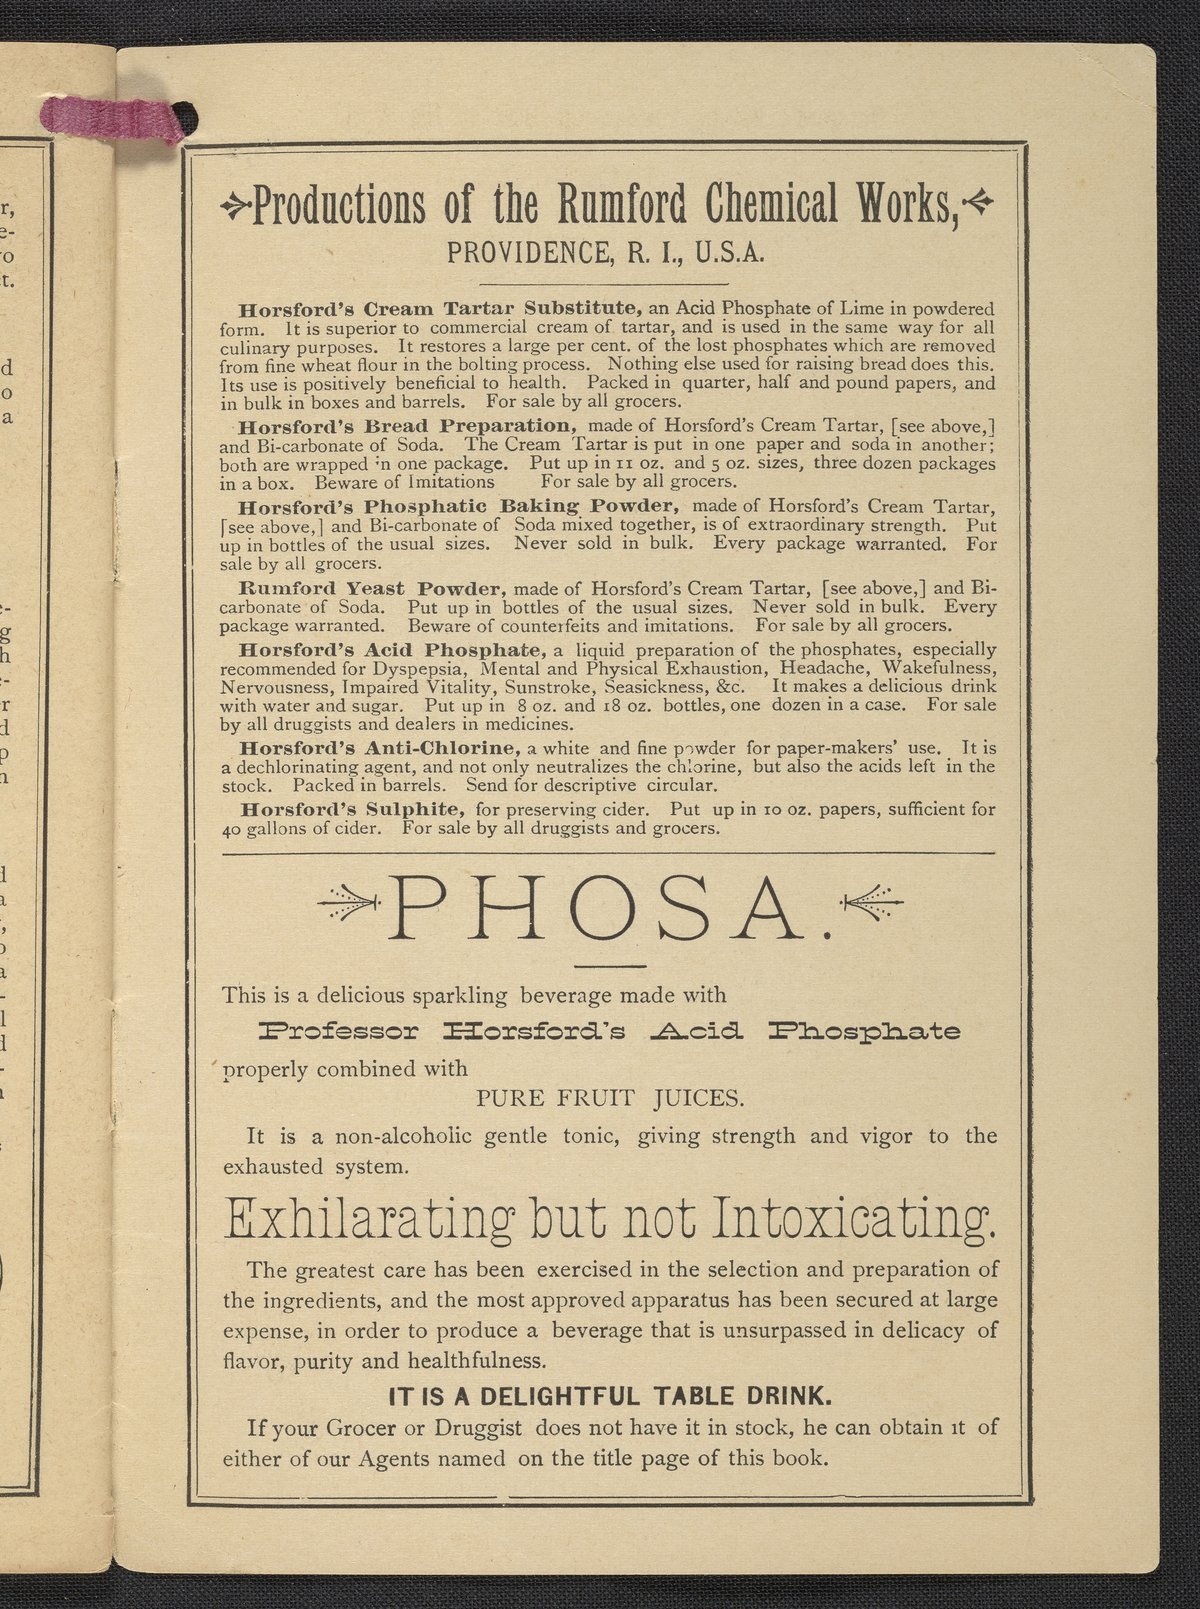 Productions of the Rumford Chemical Works,
PROVIDENCE, R. I., U.S.A.
Horsford's Cream Tartar Substitute, an Acid Phosphate of Lime in powdered
form. It is superior to commercial cream of tartar, and is used in the same way for all
culinary purposes. It restores a large per cent. of the lost phosphates which are removed
from fine wheat flour in the bolting process. Nothing else used for raising bread does this.
Its use is positively beneficial to health. Packed in quarter, half and pound papers, and
in bulk in boxes and barrels. For sale by all grocers.
Horsford's Bread Preparation, made of Horsford's Cream Tartar, [see above,]
and Bi-carbonate of Soda. The Cream Tartar is put in one paper and soda in another;
both are wrapped in one package. Put up in 11 oz. and 5 oz. sizes, three dozen packages
in a box. Beware of Imitations For sale by all grocers.
Horsford's Phosphatic Baking Powder, made of Horsford's Cream Tartar,
[see above,] and Bi-carbonate of Soda mixed together, is of extraordinary strength. Put
up in bottles of the usual sizes. Never sold in bulk. Every package warranted. For
sale by all grocers.
Rumford Yeast Powder, made of Horsford's Cream Tartar, [see above,] and Bi-
carbonate of Soda. Put up in bottles of the usual sizes. Never sold in bulk. Every
package warranted. Beware of counterfeits and imitations. For sale by all grocers.
Horsford's Acid Phosphate, a liquid preparation of the phosphates, especially
recommended for Dyspepsia, Mental and Physical Exhaustion, Headache, Wakefulness,
Nervousness, Impaired Vitality, Sunstroke, Seasickness, &c. It makes a delicious drink
with water and sugar. Put up in 8 oz. and 18 oz. bottles, one dozen in a case. For sale
by all druggists and dealers in medicines.
Horsford's Anti-Chlorine, a white and fine powder for paper-makers' use. It is
a dechlorinating agent, and not only neutralizes the chlorine, but also the acids left in the
stock. Packed in barrels. Send for descriptive circular.
Horsford's Sulphite, for preserving cider. Put up in 10 oz. papers, sufficient for
40 gallons of cider. For sale by all druggists and grocers.
PHOSA.
This is a delicious sparkling beverage made with
Professor Horsford's Acid Phosphate
properly combined with
PURE FRUIT JUICES.
It is a non-alcoholic gentle tonic, giving strength and vigor to the
exhausted system.
Exhilarating but not Intoxicating.
The greatest care has been exercised in the selection and preparation of
the ingredients, and the most approved apparatus has been secured at large
expense, in order to produce a beverage that is unsurpassed in delicacy of
flavor, purity and healthfulness.
IT IS A DELIGHTFUL TABLE DRINK.
If your Grocer or Druggist does not have it in stock, he can obtain it of
either of our Agents named on the title page of this book.